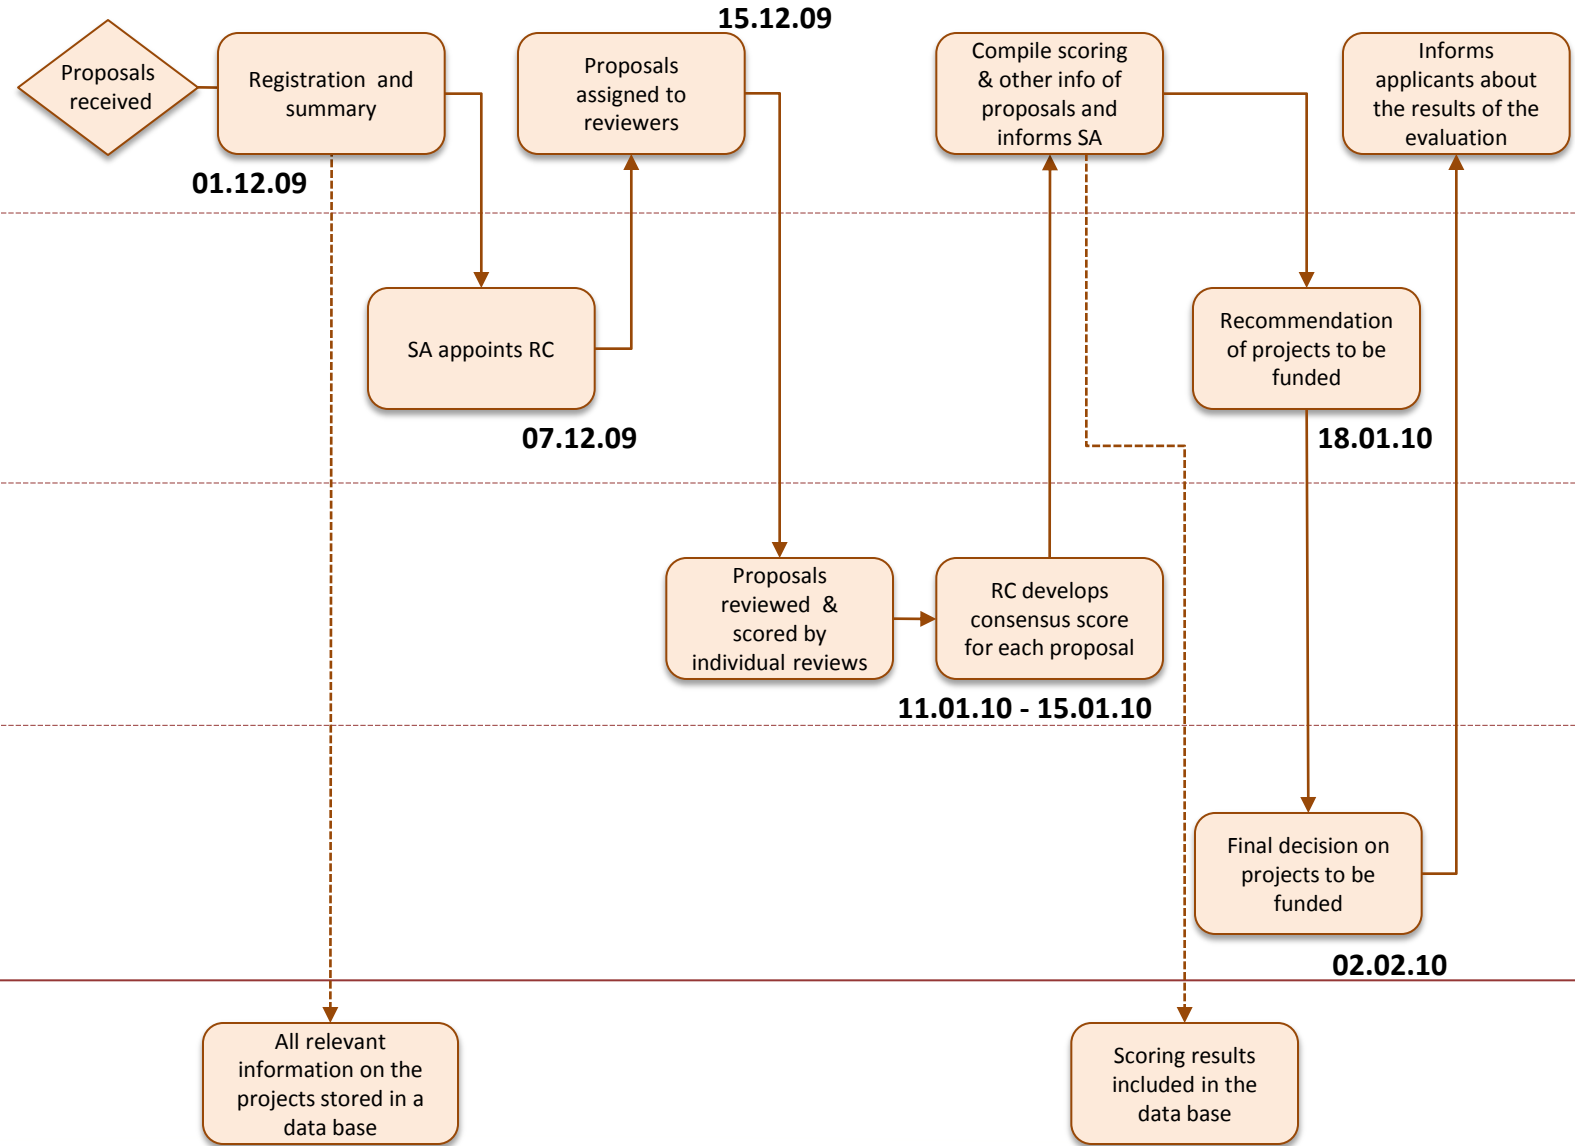 15.12.09
Proposals
received
Registration and
summary
01.12.09
Proposals
assigned to
reviewers
Compile scoring
& other info of
proposals and
informs SA
Informs
applicants about
the results of the
evaluation
SA appoints RC
07.12.09
Recommendation
of projects to be
funded
18.01.10
Proposals
reviewed &
scored by
individual reviews
RC develops
consensus score
for each proposal
11.01.10 - 15.01.10
Final decision on
projects to be
funded
02.02.10
All relevant
information on the
projects stored in a
data base
Scoring results
included in the
data base